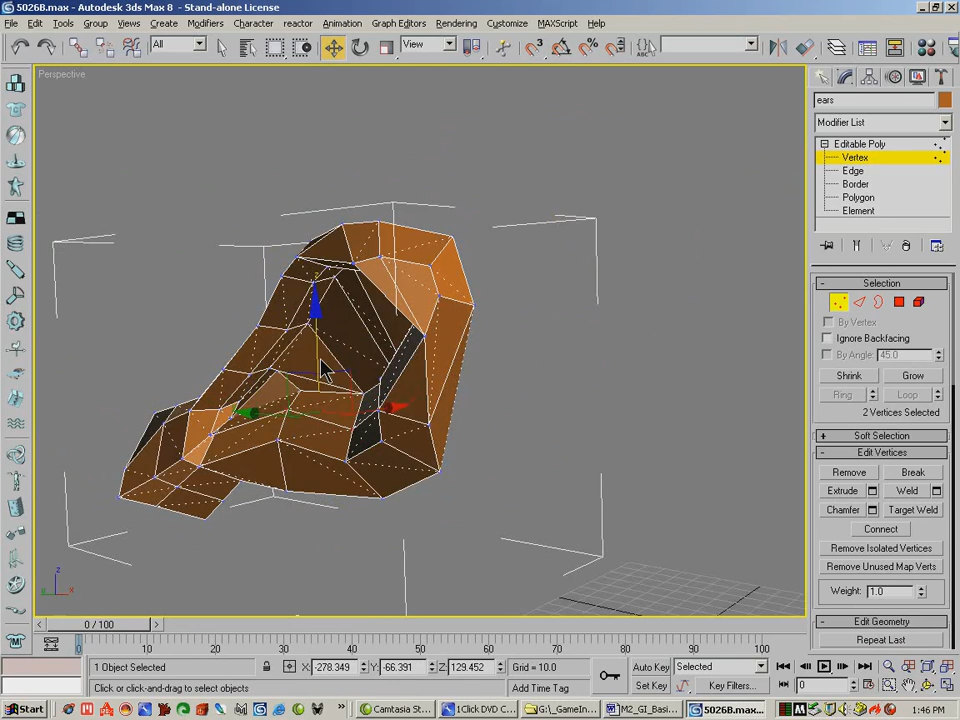 5026B.max - Autodesk 3ds Max 8 - Stand-alone License
File Edit Tools Group Views Create Modifiers Character reactor Animation Graph Editors Rendering Customize MAXScript Help
All
View
Perspective
ears
Modifier List
Editable Poly
Vertex
Edge
Border
Polygon
Element
Selection
By Vertex
Ignore Backfacing
By Angle: 45.0
Shrink Grow
Ring Loop
2 Vertices Selected
Soft Selection
Edit Vertices
Remove Break
Extrude Weld
Chamfer Target Weld
Connect
Remove Isolated Vertices
Remove Unused Map Verts
Weight: 1.0
Edit Geometry
Repeat Last
z
y x
0 / 100
0 10 20 30 40 50 60 70 80 90 100
1 Object Selected X: -278.349 Y: -66.391 Z: 129.452 Grid = 10.0 Auto Key Selected
Click or click-and-drag to select objects Add Time Tag Set Key Key Filters... 0
Start Camtasia St... 1Click DVD C... G:\_GameIn... M2_GI_Basi... 5026B.max ... 1:46 PM